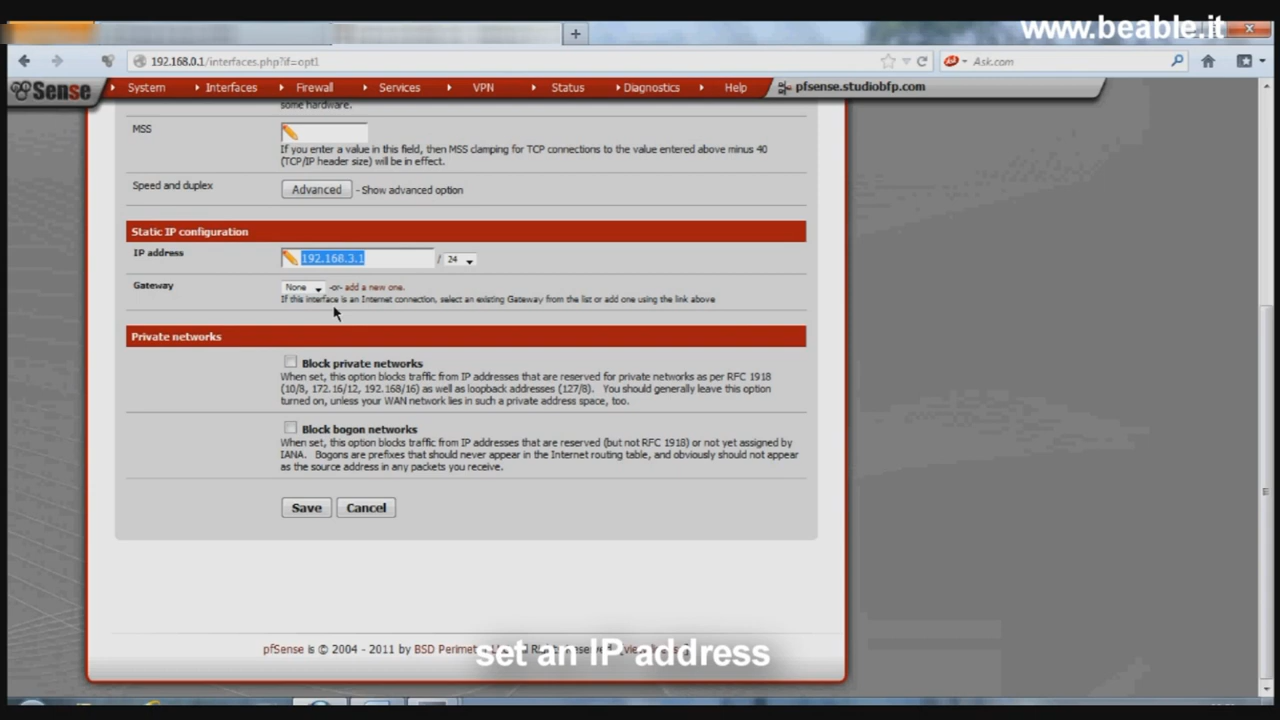 www.beable.it
192.168.0.1/interfaces.php?if=opt1
Ask.com
Sense
System
Interfaces
Firewall
Services
VPN
Status
Diagnostics
Help
pfsense.studiobfp.com
some hardware.
MSS
If you enter a value in this field, then MSS clamping for TCP connections to the value entered above minus 40
(TCP/IP header size) will be in effect.
Speed and duplex
Advanced - Show advanced option
Static IP configuration
IP address
192.168.3.1 / 24
Gateway
None -or- add a new one.
If this interface is an Internet connection, select an existing Gateway from the list or add one using the link above
Private networks
Block private networks
When set, this option blocks traffic from IP addresses that are reserved for private networks as per RFC 1918
(10/8, 172.16/12, 192.168/16) as well as loopback addresses (127/8). You should generally leave this option
turned on, unless your WAN network lies in such a private address space, too.
Block bogon networks
When set, this option blocks traffic from IP addresses that are reserved (but not RFC 1918) or not yet assigned by
IANA. Bogons are prefixes that should never appear in the Internet routing table, and obviously should not appear
as the source address in any packets you receive.
Save Cancel
pfSense is © 2004 - 2011 by BSD
set an IP address